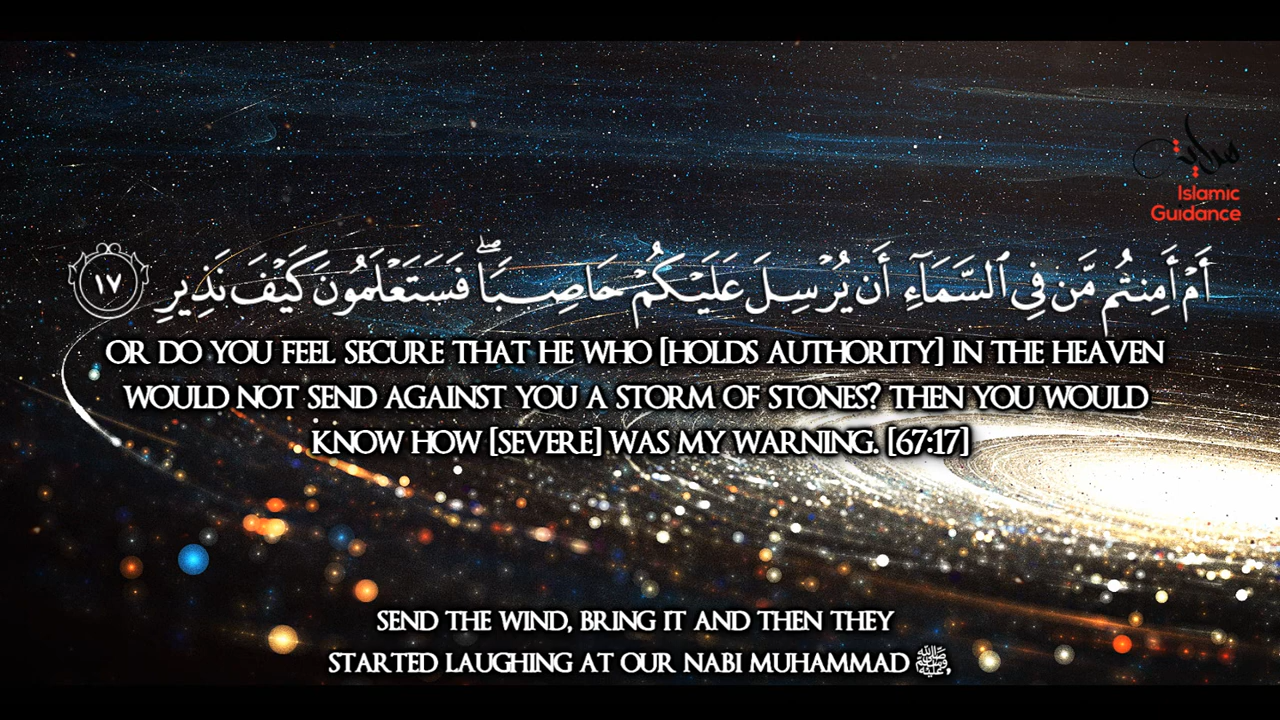 هداية
Islamic
Guidance
أَمْ أَمِنتُم مَّن فِي ٱلسَّمَآءِ أَن يُرْسِلَ عَلَيْكُمْ حَاصِبًا ۖ فَسَتَعْلَمُونَ كَيْفَ نَذِيرِ ١٧
OR DO YOU FEEL SECURE THAT HE WHO [HOLDS AUTHORITY] IN THE HEAVEN
WOULD NOT SEND AGAINST YOU A STORM OF STONES? THEN YOU WOULD
KNOW HOW [SEVERE] WAS MY WARNING. [67:17]
SEND THE WIND, BRING IT AND THEN THEY
STARTED LAUGHING AT OUR NABI MUHAMMAD ﷺ,